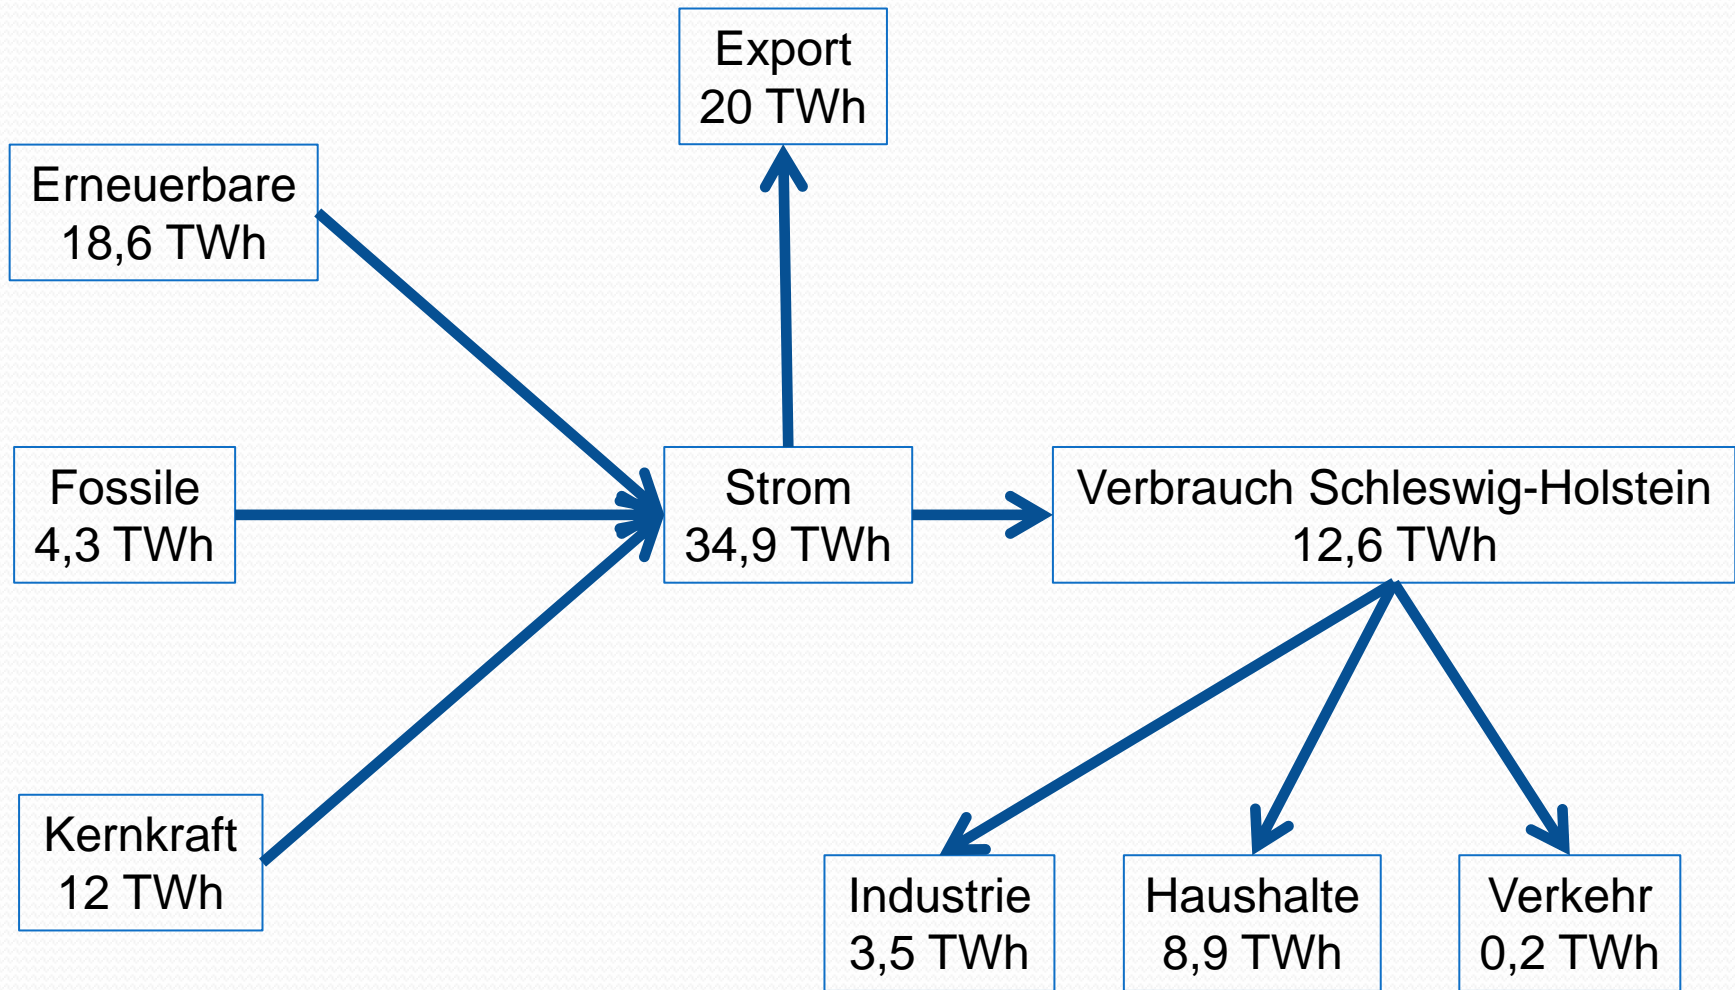 Export
20 TWh
Erneuerbare
18,6 TWh
Fossile
4,3 TWh
Strom
34,9 TWh
Verbrauch Schleswig-Holstein
12,6 TWh
Kernkraft
12 TWh
Industrie
3,5 TWh
Haushalte
8,9 TWh
Verkehr
0,2 TWh